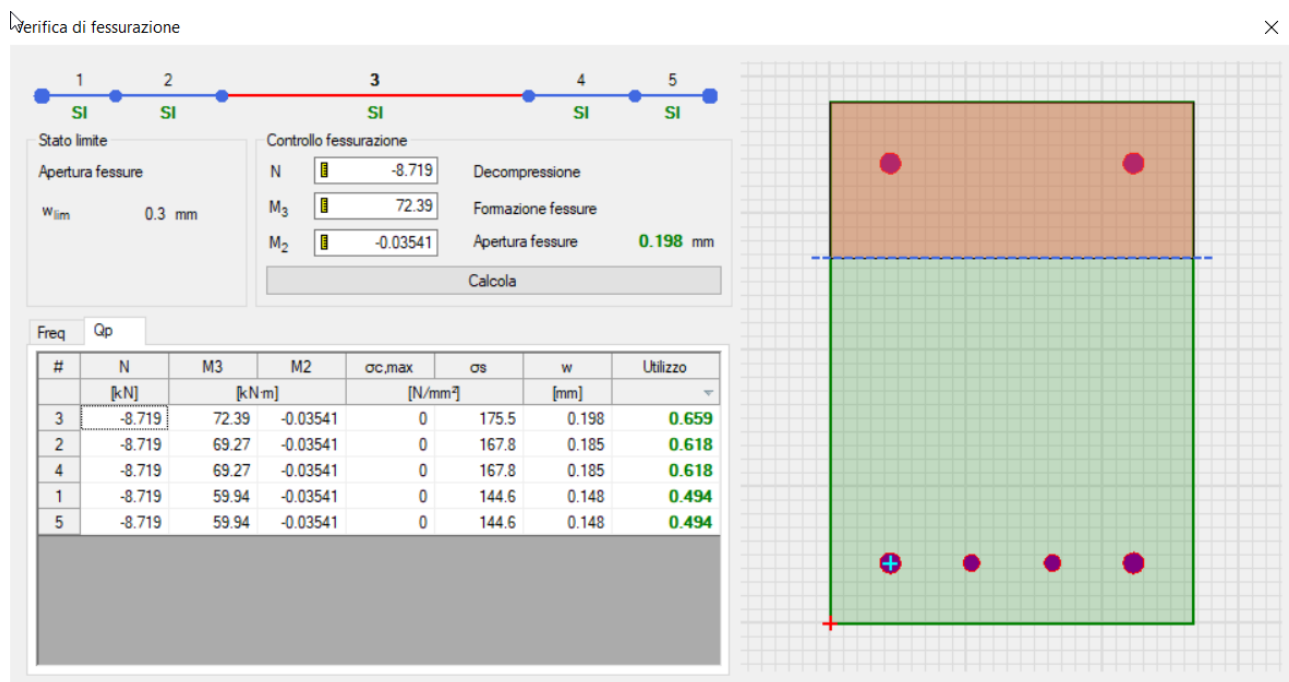 Verifica di fessurazione
1 2 3 4 5
SI SI SI SI SI
Stato limite
Apertura fessure
wlim 0.3 mm
Controllo fessurazione
N -8.719 Decompressione
M3 72.39 Formazione fessure
M2 -0.03541 Apertura fessure 0.198 mm
Calcola
Freq Qp
# N M3 M2 σc,max σs w Utilizzo
[kN] [kN·m] [N/mm²] [mm]
3 -8.719 72.39 -0.03541 0 175.5 0.198 0.659
2 -8.719 69.27 -0.03541 0 167.8 0.185 0.618
4 -8.719 69.27 -0.03541 0 167.8 0.185 0.618
1 -8.719 59.94 -0.03541 0 144.6 0.148 0.494
5 -8.719 59.94 -0.03541 0 144.6 0.148 0.494